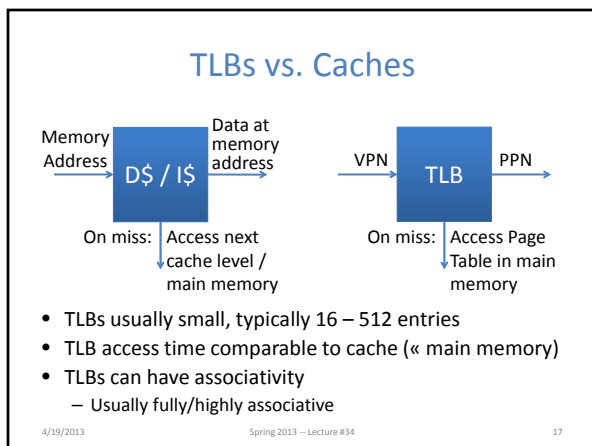 TLBs vs. Caches
Memory
Address
D$ / I$
Data at
memory
address
On miss:
Access next
cache level /
main memory
VPN
TLB
PPN
On miss:
Access Page
Table in main
memory
• TLBs usually small, typically 16 – 512 entries
• TLB access time comparable to cache (« main memory)
• TLBs can have associativity
– Usually fully/highly associative
4/19/2013
Spring 2013 -- Lecture #34
17